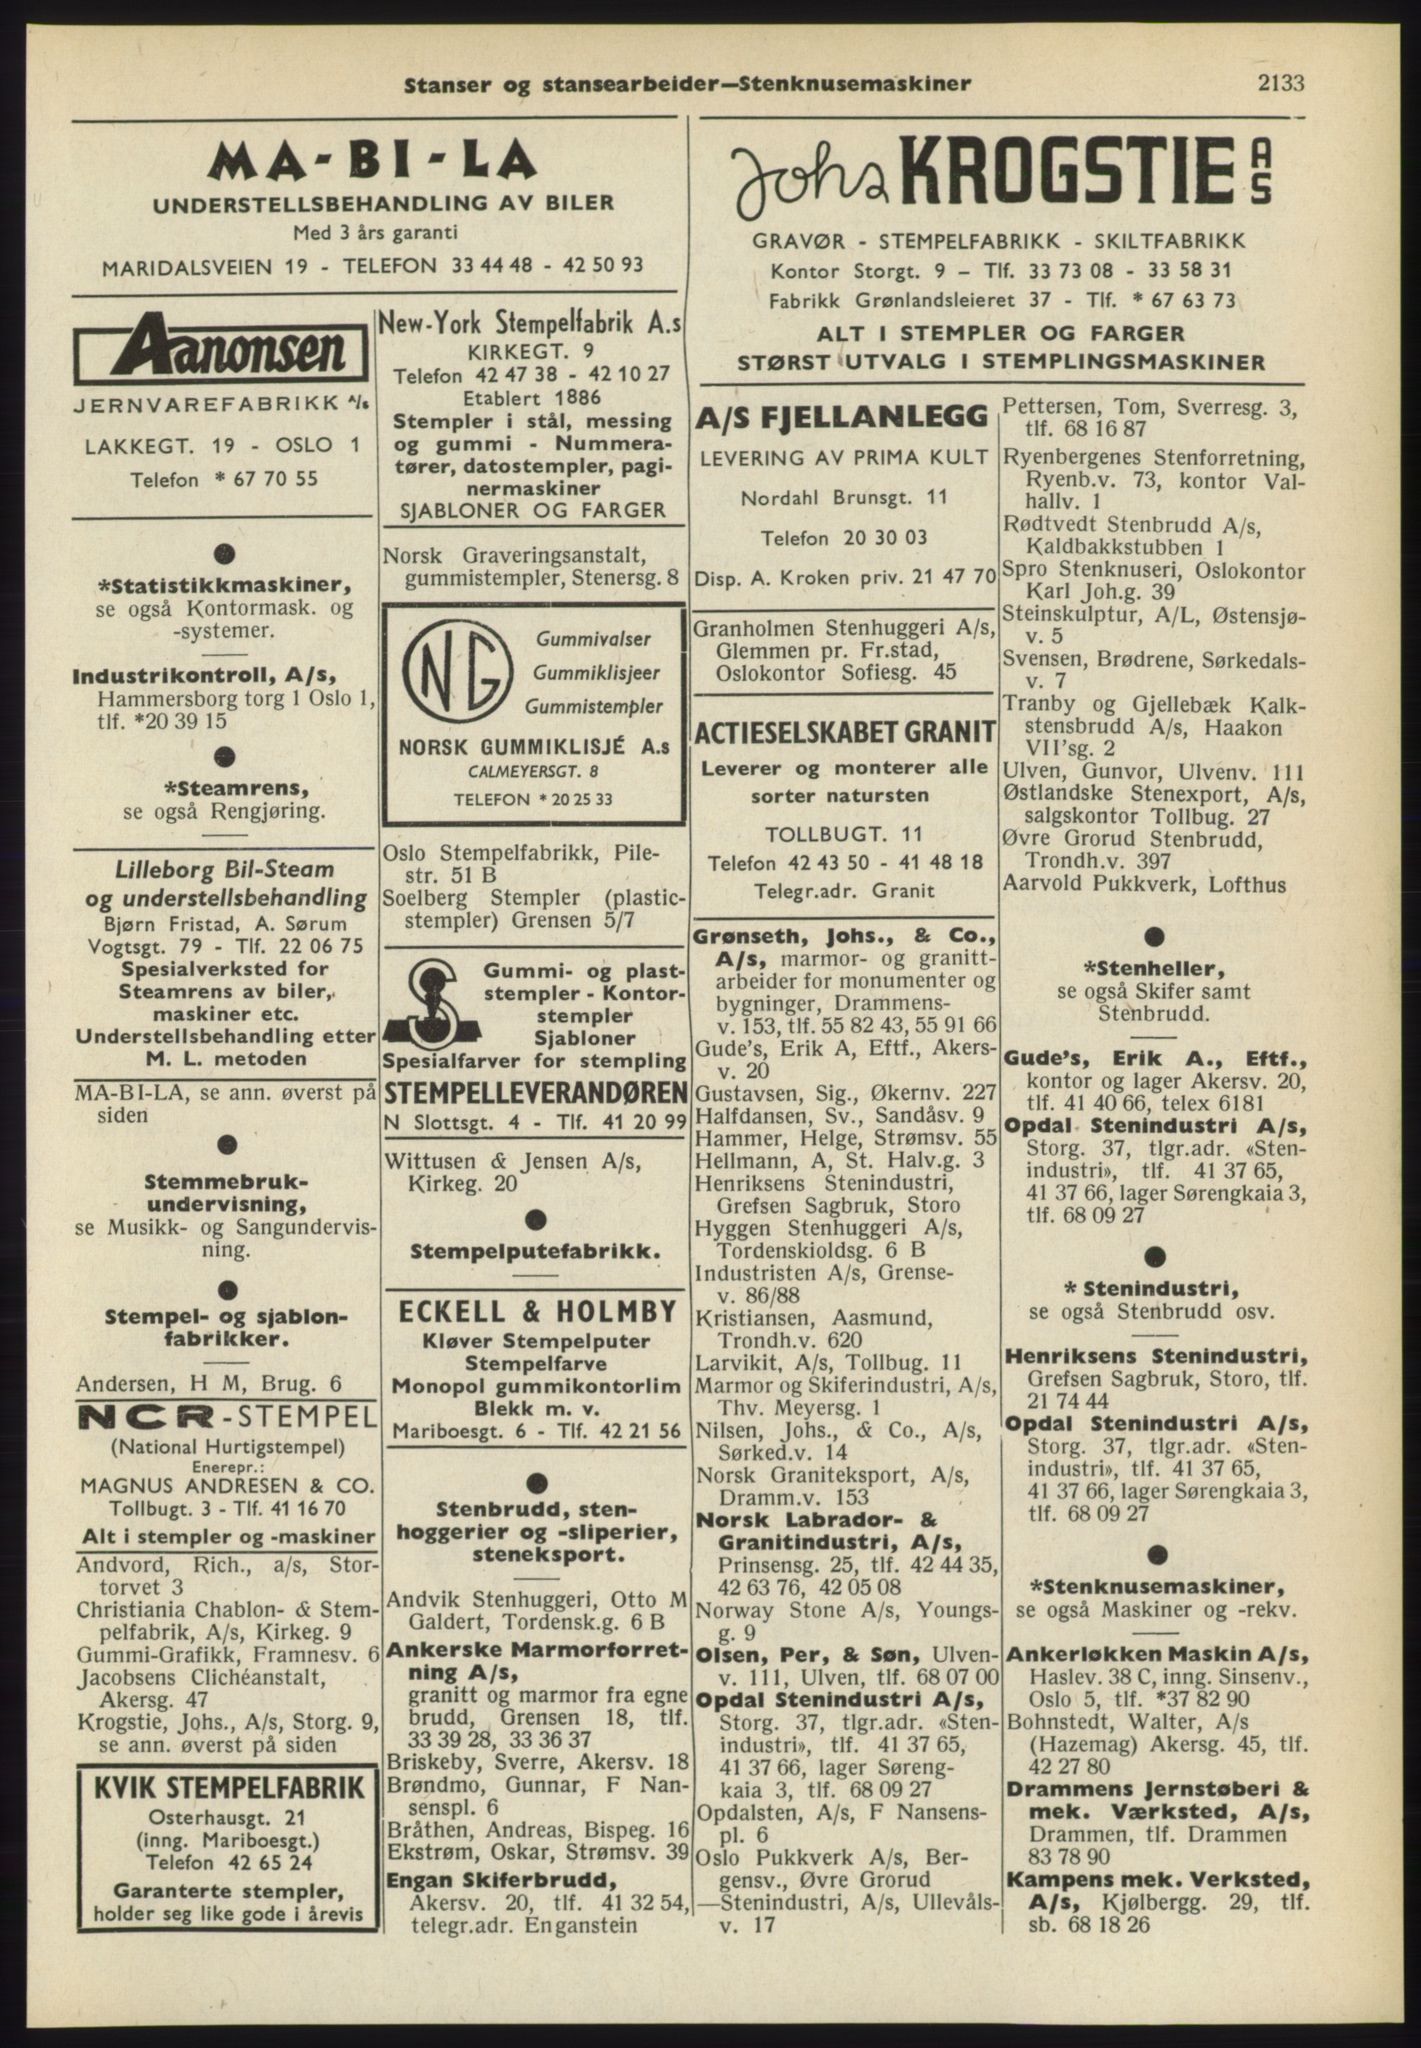 Stanser og stansearbeider—Stenknusemaskiner
2133
MA-BI-LA
UNDERSTELLSBEHANDLING AV BILER
Med 3 års garanti
MARIDALSVEIEN 19 - TELEFON 33 44 48 - 42 50 93
Johs KROGSTIE A/S
GRAVØR - STEMPELFABRIKK - SKILTFABRIKK
Kontor Storgt. 9 – Tlf. 33 73 08 - 33 58 31
Fabrikk Grønlandsleieret 37 - Tlf. * 67 63 73
ALT I STEMPLER OG FARGER
STØRST UTVALG I STEMPLINGSMASKINER
Aanonsen
JERNVAREFABRIKK A/s
LAKKEGT. 19 - OSLO 1
Telefon * 67 70 55
*Statistikkmaskiner,
se også Kontormask. og
-systemer.
Industrikontroll, A/s,
Hammersborg torg 1 Oslo 1,
tlf. *20 39 15
*Steamrens,
se også Rengjøring.
Lilleborg Bil-Steam
og understellsbehandling
Bjørn Fristad, A. Sørum
Vogtsgt. 79 - Tlf. 22 06 75
Spesialverksted for
Steamrens av biler,
maskiner etc.
Understellsbehandling etter
M. L. metoden
MA-BI-LA, se ann. øverst på
siden
Stemmebruk-
undervisning,
se Musikk- og Sangundervis-
ning.
Stempel- og sjablon-
fabrikker.
Andersen, H M, Brug. 6
NCR-STEMPEL
(National Hurtigstempel)
Enerepr.:
MAGNUS ANDRESEN & CO.
Tollbugt. 3 - Tlf. 41 16 70
Alt i stempler og -maskiner
Andvord, Rich., a/s, Stor-
torvet 3
Christiania Chablon- & Stem-
pelfabrik, A/s, Kirkeg. 9
Gummi-Grafikk, Framnesv. 6
Jacobsens Clichéanstalt,
Akersg. 47
Krogstie, Johs., A/s, Storg. 9,
se ann. øverst på siden
KVIK STEMPELFABRIK
Osterhausgt. 21
(inng. Mariboesgt.)
Telefon 42 65 24
Garanterte stempler,
holder seg like gode i årevis
New-York Stempelfabrik A.s
KIRKEGT. 9
Telefon 42 47 38 - 42 10 27
Etablert 1886
Stempler i stål, messing
og gummi - Nummera-
tører, datostempler, pagi-
nermaskiner
SJABLONER OG FARGER
Norsk Graveringsanstalt,
gummistempler, Stenersg. 8
NG
Gummivalser
Gummiklisjeer
Gummistempler
NORSK GUMMIKLISJÉ A.s
CALMEYERSGT. 8
TELEFON * 20 25 33
Oslo Stempelfabrikk, Pile-
str. 51 B
Soelberg Stempler (plastic-
stempler) Grensen 5/7
S
Gummi- og plast-
stempler - Kontor-
stempler
Sjabloner
Spesialfarver for stempling
STEMPELLEVERANDØREN
N Slottsgt. 4 - Tlf. 41 20 99
Wittusen & Jensen A/s,
Kirkeg. 20
Stempelputefabrikk.
ECKELL & HOLMBY
Kløver Stempelputer
Stempelfarve
Monopol gummikontorlim
Blekk m. v.
Mariboesgt. 6 - Tlf. 42 21 56
Stenbrudd, sten-
hoggerier og -sliperier,
steneksport.
Andvik Stenhuggeri, Otto M
Galdert, Tordensk.g. 6 B
Ankerske Marmorforret-
ning A/s,
granitt og marmor fra egne
brudd, Grensen 18, tlf.
33 39 28, 33 36 37
Briskeby, Sverre, Akersv. 18
Brøndmo, Gunnar, F Nan-
senspl. 6
Bråthen, Andreas, Bispeg. 16
Ekstrøm, Oskar, Strømsv. 39
Engan Skiferbrudd,
Akersv. 20, tlf. 41 32 54,
telegr.adr. Enganstein
A/S FJELLANLEGG
LEVERING AV PRIMA KULT
Nordahl Brunsgt. 11
Telefon 20 30 03
Disp. A. Kroken priv. 21 47 70
Granholmen Stenhuggeri A/s,
Glemmen pr. Fr.stad,
Oslokontor Sofiesg. 45
ACTIESELSKABET GRANIT
Leverer og monterer alle
sorter natursten
TOLLBUGT. 11
Telefon 42 43 50 - 41 48 18
Telegr.adr. Granit
Grønseth, Johs., & Co.,
A/s, marmor- og granitt-
arbeider for monumenter og
bygninger, Drammens-
v. 153, tlf. 55 82 43, 55 91 66
Gude's, Erik A, Eftf., Akers-
v. 20
Gustavsen, Sig., Økernv. 227
Halfdansen, Sv., Sandåsv. 9
Hammer, Helge, Strømsv. 55
Hellmann, A, St. Halv.g. 3
Henriksens Stenindustri,
Grefsen Sagbruk, Storo
Hyggen Stenhuggeri A/s,
Tordenskioldsg. 6 B
Industristen A/s, Grense-
v. 86/88
Kristiansen, Aasmund,
Trondh.v. 620
Larvikit, A/s, Tollbug. 11
Marmor og Skiferindustri, A/s,
Thv. Meyersg. 1
Nilsen, Johs., & Co., A/s,
Sørked.v. 14
Norsk Graniteksport, A/s,
Dramm.v. 153
Norsk Labrador- &
Granitindustri, A/s,
Prinsensg. 25, tlf. 42 44 35,
42 63 76, 42 05 08
Norway Stone A/s, Youngs-
g. 9
Olsen, Per, & Søn, Ulven-
v. 111, Ulven, tlf. 68 07 00
Opdal Stenindustri A/s,
Storg. 37, tlgr.adr. «Sten-
industri», tlf. 41 37 65,
41 37 66, lager Søreng-
kaia 3, tlf. 68 09 27
Opdalsten, A/s, F Nansens-
pl. 6
Oslo Pukkverk A/s, Ber-
gensv., Øvre Grorud
—Stenindustri, A/s, Ullevåls-
v. 17
Pettersen, Tom, Sverresg. 3,
tlf. 68 16 87
Ryenbergenes Stenforretning,
Ryenb.v. 73, kontor Val-
hallv. 1
Rødtvedt Stenbrudd A/s,
Kaldbakkstubben 1
Spro Stenknuseri, Oslokontor
Karl Joh.g. 39
Steinskulptur, A/L, Østensjø-
v. 5
Svensen, Brødrene, Sørkedals-
v. 7
Tranby og Gjellebæk Kalk-
stensbrudd A/s, Haakon
VII'sg. 2
Ulven, Gunvor, Ulvenv. 111
Østlandske Stenexport, A/s,
salgskontor Tollbug. 27
Øvre Grorud Stenbrudd,
Trondh.v. 397
Aarvold Pukkverk, Lofthus
*Stenheller,
se også Skifer samt
Stenbrudd.
Gude's, Erik A., Eftf.,
kontor og lager Akersv. 20,
tlf. 41 40 66, telex 6181
Opdal Stenindustri A/s,
Storg. 37, tlgr.adr. «Sten-
industri», tlf. 41 37 65,
41 37 66, lager Sørengkaia 3,
tlf. 68 09 27
* Stenindustri,
se også Stenbrudd osv.
Henriksens Stenindustri,
Grefsen Sagbruk, Storo, tlf.
21 74 44
Opdal Stenindustri A/s,
Storg. 37, tlgr.adr. «Sten-
industri», tlf. 41 37 65,
41 37 66, lager Sørengkaia 3,
tlf. 68 09 27
*Stenknusemaskiner,
se også Maskiner og -rekv.
Ankerløkken Maskin A/s,
Haslev. 38 C, inng. Sinsenv.,
Oslo 5, tlf. *37 82 90
Bohnstedt, Walter, A/s
(Hazemag) Akersg. 45, tlf.
42 27 80
Drammens Jernstøberi &
mek. Værksted, A/s,
Drammen, tlf. Drammen
83 78 90
Kampens mek. Verksted,
A/s, Kjølbergg. 29, tlf.
sb. 68 18 26